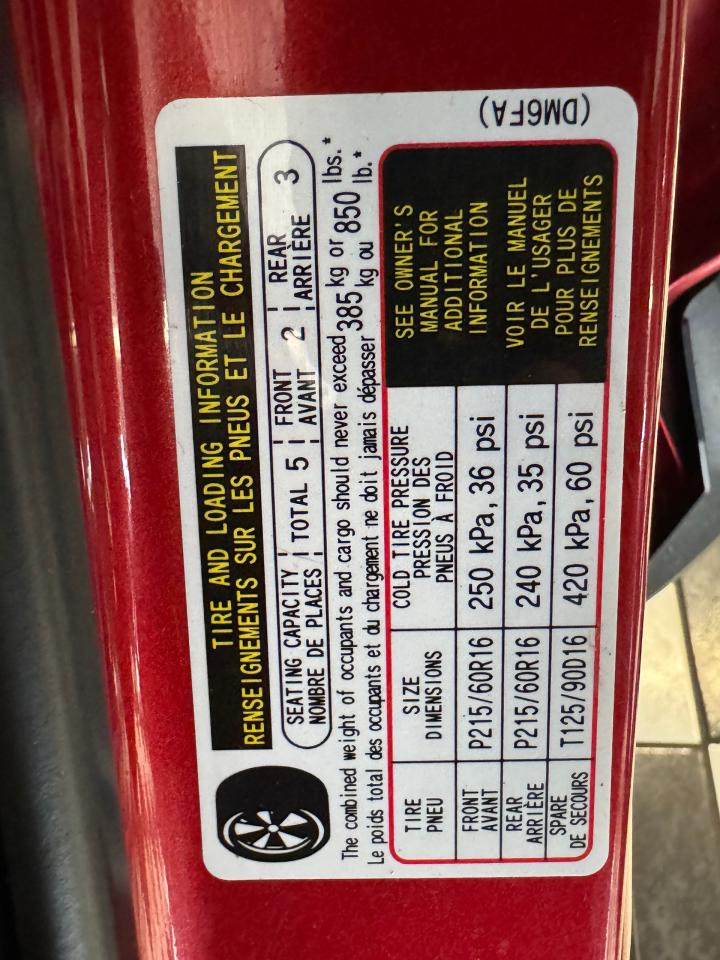 TIRE AND LOADING INFORMATION
RENSEIGNEMENTS SUR LES PNEUS ET LE CHARGEMENT
SEATING CAPACITY TOTAL 5 FRONT 2 REAR 3
NOMBRE DE PLACES AVANT ARRIÈRE
The combined weight of occupants and cargo should never exceed 385 kg or 850 lbs.*
Le poids total des occupants et du chargement ne doit jamais dépasser 385 kg ou 850 lb.*
TIRE
PNEU
SIZE
DIMENSIONS
COLD TIRE PRESSURE
PRESSION DES
PNEUS À FROID
FRONT
AVANT
P215/60R16
250 kPa, 36 psi
REAR
ARRIÈRE
P215/60R16
240 kPa, 35 psi
SPARE
DE SECOURS
T125/90D16
420 kPa, 60 psi
SEE OWNER'S
MANUAL FOR
ADDITIONAL
INFORMATION
VOIR LE MANUEL
DE L'USAGER
POUR PLUS DE
RENSEIGNEMENTS
(DM6FA)